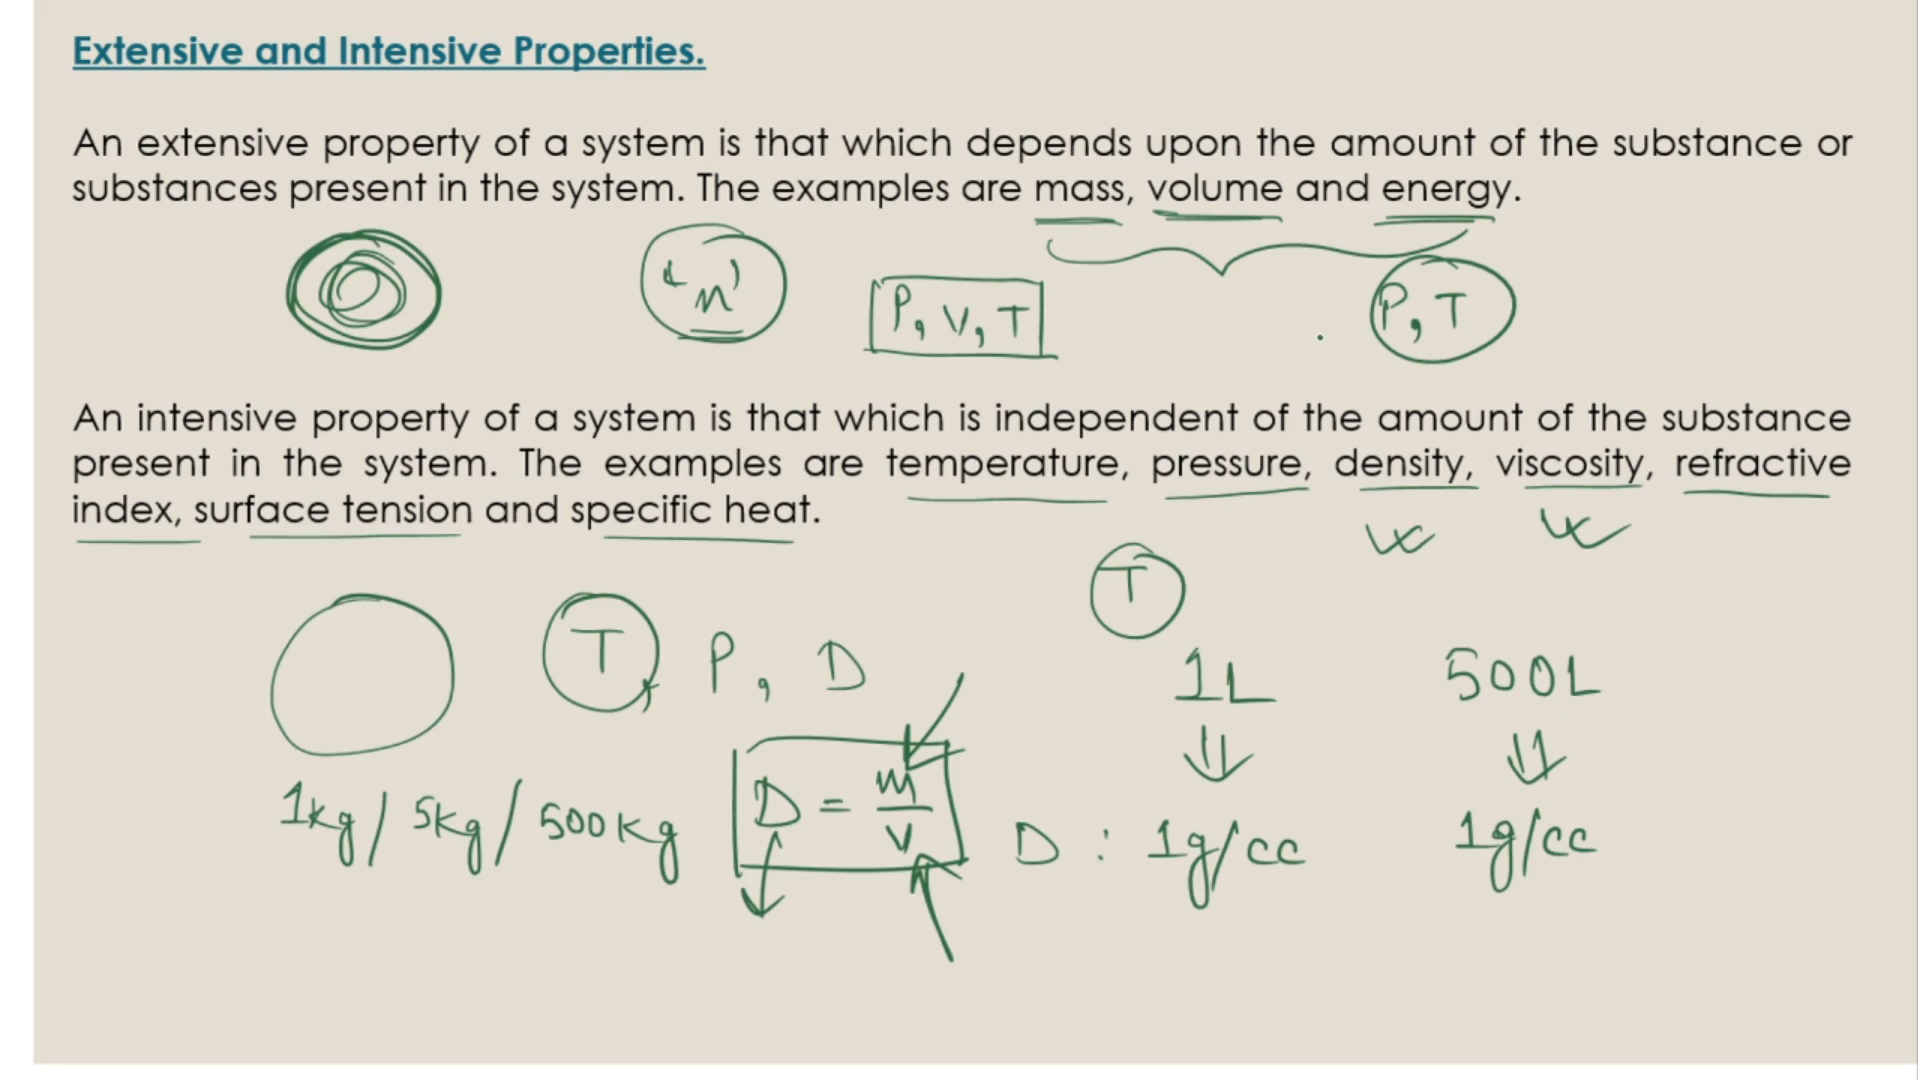 Extensive and Intensive Properties.
An extensive property of a system is that which depends upon the amount of the substance or
substances present in the system. The examples are mass, volume and energy.
'n'
P, V, T
P, T
An intensive property of a system is that which is independent of the amount of the substance
present in the system. The examples are temperature, pressure, density, viscosity, refractive
index, surface tension and specific heat.
T
T, P, D
1L 500L
1kg / 5kg / 500kg
D = m/V
D : 1g/cc 1g/cc